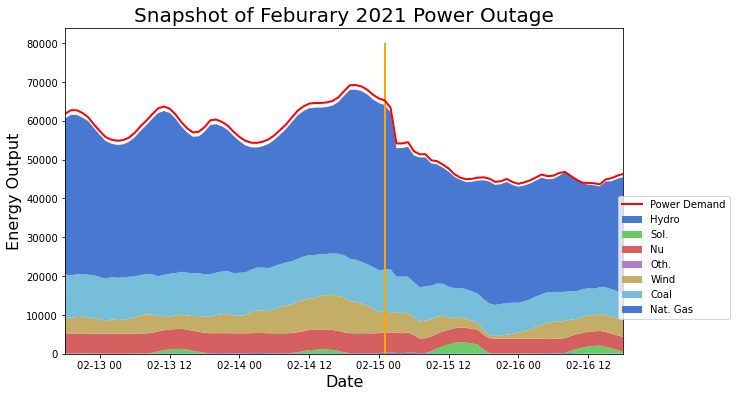 Snapshot of Feburary 2021 Power Outage
80000
70000
60000
50000
40000
30000
20000
10000
0
Energy Output
Power Demand
Hydro
Sol.
Nu
Oth.
Wind
Coal
Nat. Gas
02-13 00
02-13 12
02-14 00
02-14 12
02-15 00
02-15 12
02-16 00
02-16 12
Date